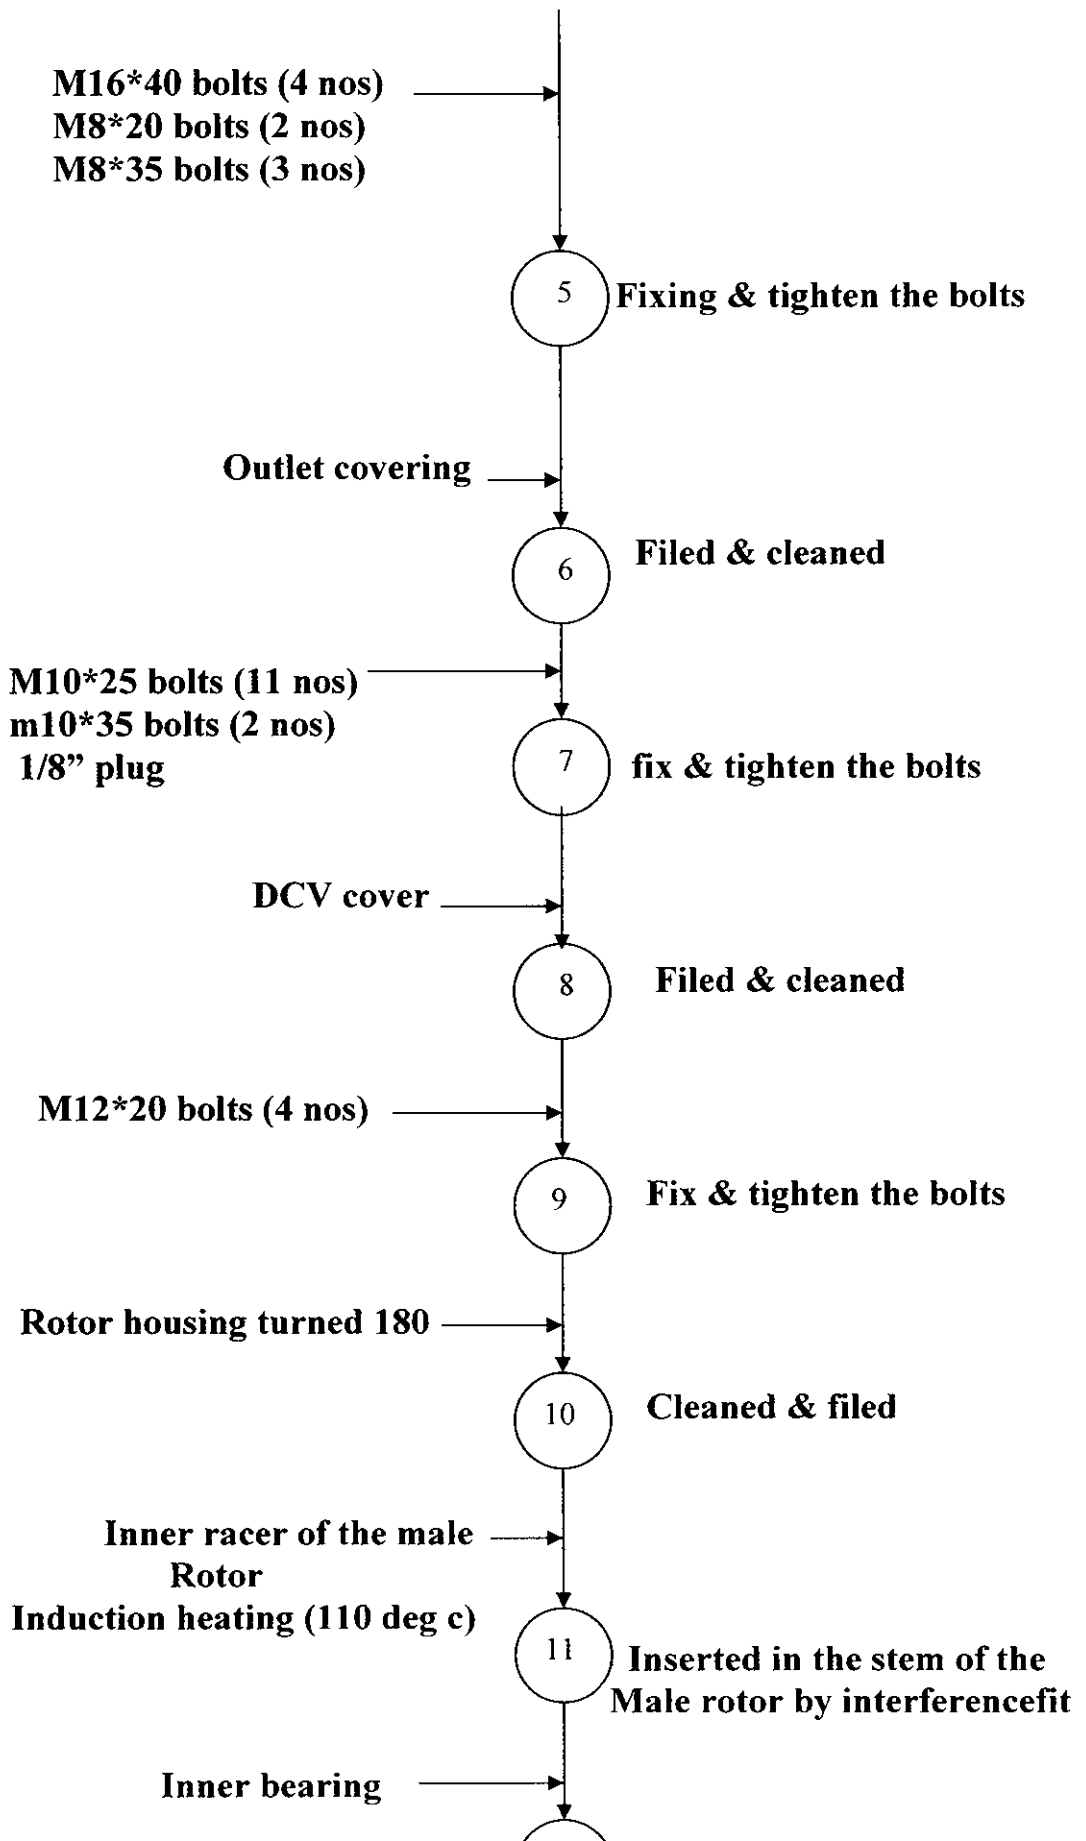 M16*40 bolts (4 nos)
M8*20 bolts (2 nos)
M8*35 bolts (3 nos)
5
Fixing & tighten the bolts
Outlet covering
6
Filed & cleaned
M10*25 bolts (11 nos)
m10*35 bolts (2 nos)
1/8” plug
7
fix & tighten the bolts
DCV cover
8
Filed & cleaned
M12*20 bolts (4 nos)
9
Fix & tighten the bolts
Rotor housing turned 180
10
Cleaned & filed
Inner racer of the male
Rotor
Induction heating (110 deg c)
11
Inserted in the stem of the
Male rotor by interferencefit
Inner bearing